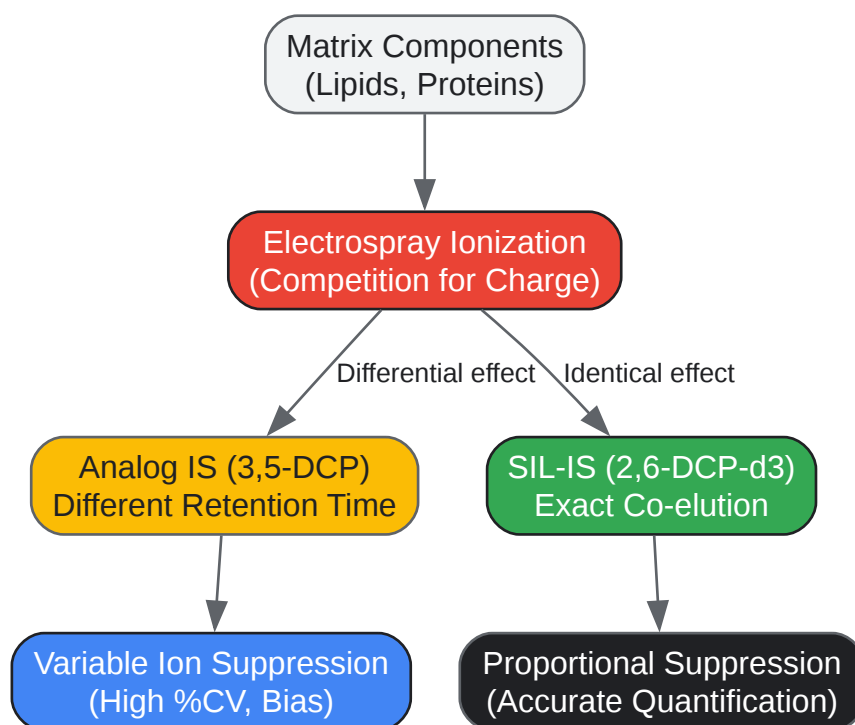 Matrix Components
(Lipids, Proteins)
Electrospray Ionization
(Competition for Charge)
Differential effect
Identical effect
Analog IS (3,5-DCP)
Different Retention Time
SIL-IS (2,6-DCP-d3)
Exact Co-elution
Variable Ion Suppression
(High %CV, Bias)
Proportional Suppression
(Accurate Quantification)